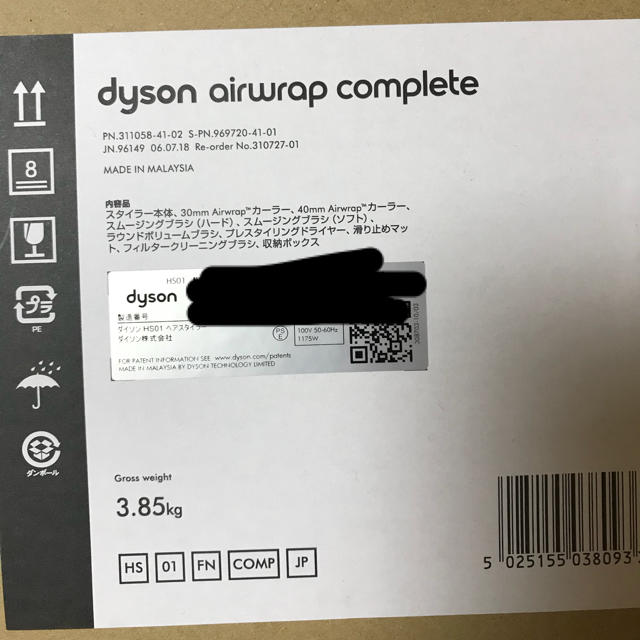 dyson airwrap complete
PN.311058-41-02 S-PN.969720-41-01
JN.96149 06.07.18 Re-order No.310727-01
MADE IN MALAYSIA
内容品
スタイラー本体、30mm Airwrap™カーラー、40mm Airwrap™カーラー、
スムージングブラシ（ハード）、スムージングブラシ（ソフト）、
ラウンドボリュームブラシ、プレスタイリングドライヤー、滑り止めマッ
ト、フィルタークリーニングブラシ、収納ボックス
HS01
dyson
製造番号
ダイソン HS01 ヘアスタイラー
ダイソン株式会社
PS
E
100V 50-60Hz
1175W
FOR PATENT INFORMATION SEE www.dyson.com/patents
MADE IN MALAYSIA BY DYSON TECHNOLOGY LIMITED
8
プラ
PE
ダンボール
Gross weight
3.85kg
HS 01 FN COMP JP
5 025155 038093